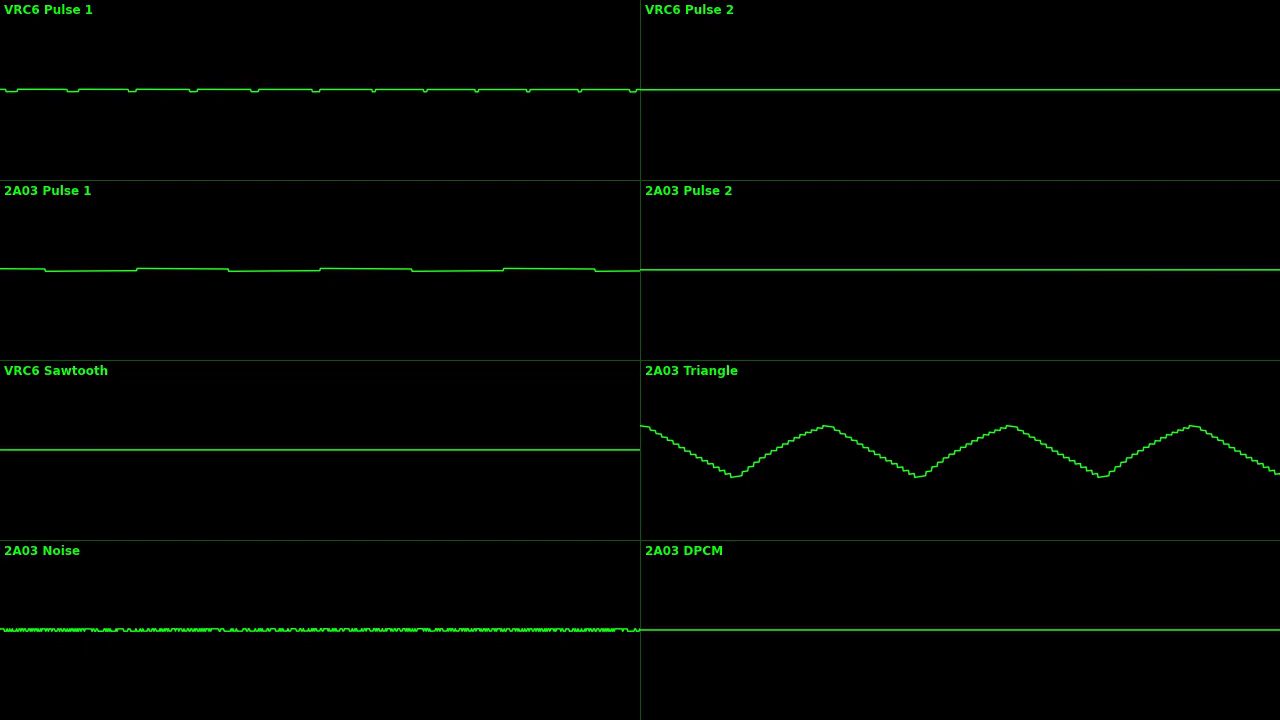 VRC6 Pulse 1
VRC6 Pulse 2
2A03 Pulse 1
2A03 Pulse 2
VRC6 Sawtooth
2A03 Triangle
2A03 Noise
2A03 DPCM